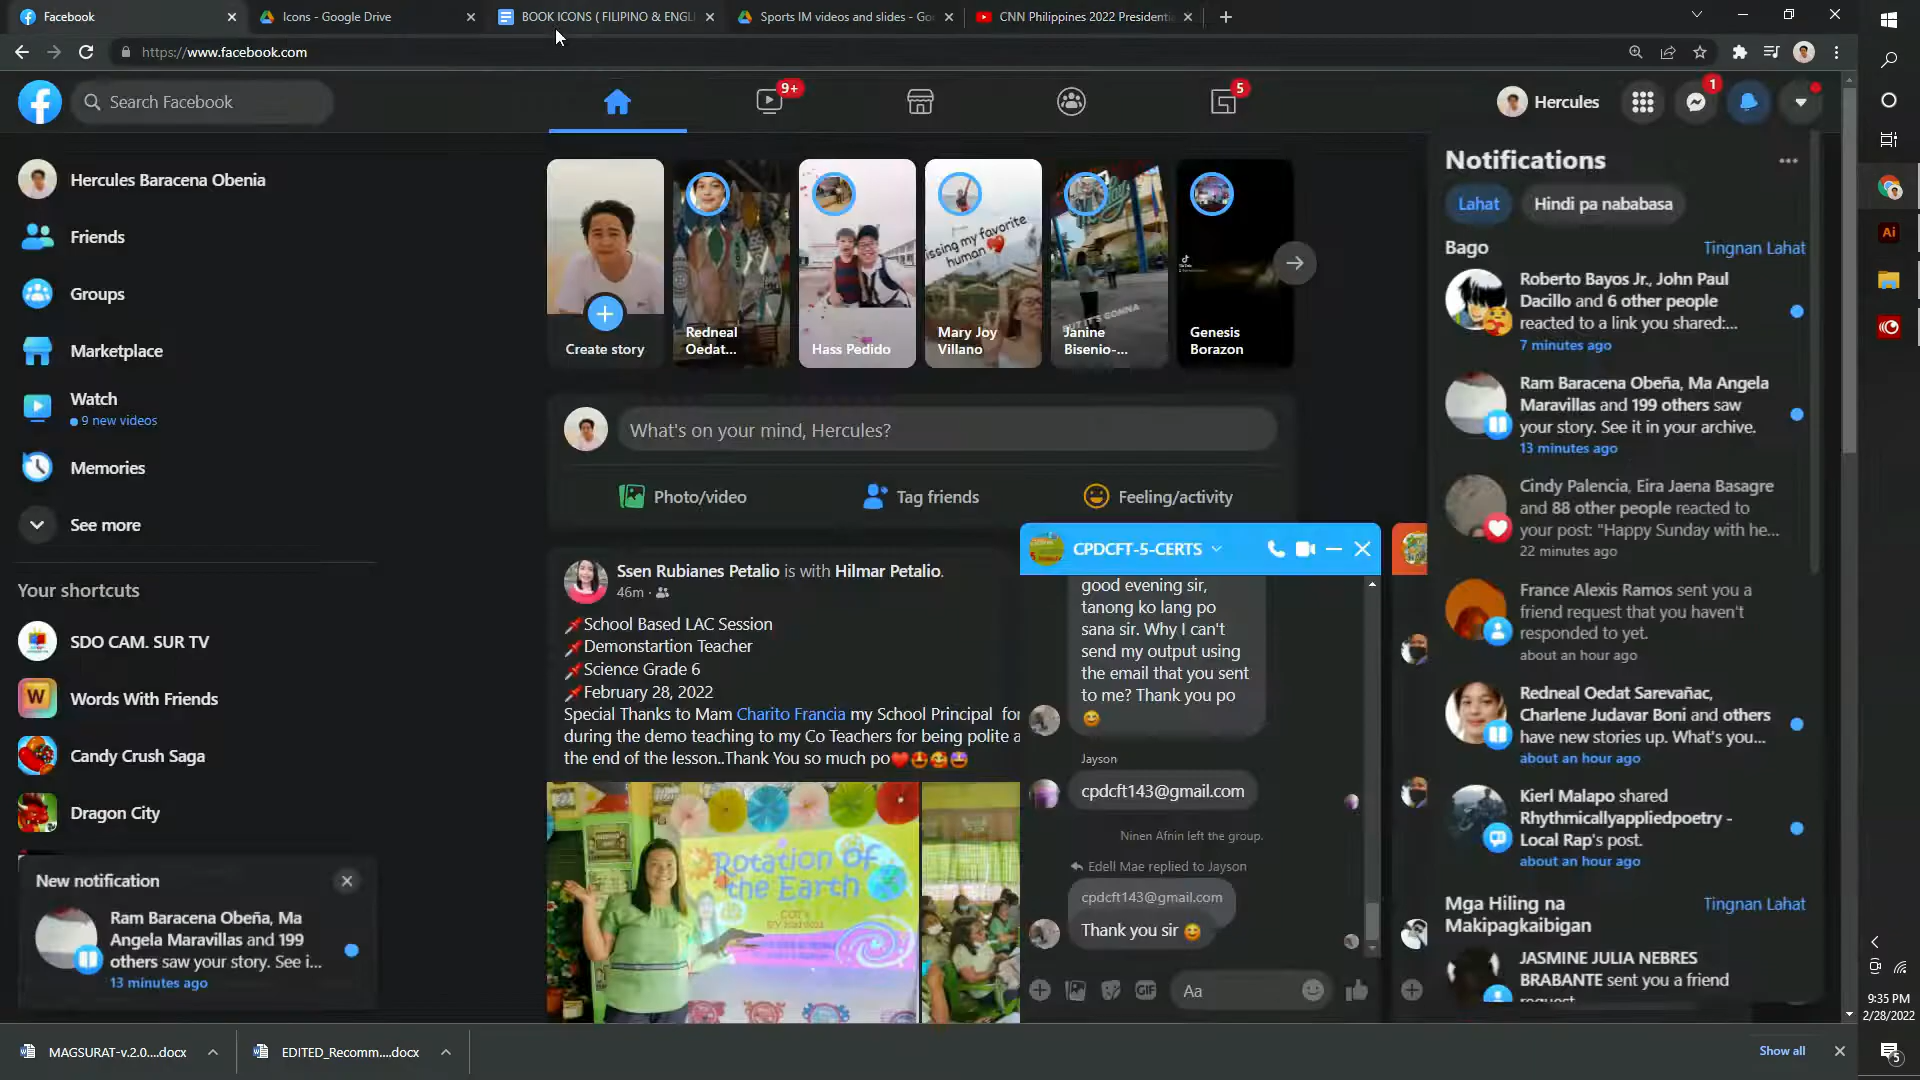 Facebook
Icons - Google Drive
BOOK ICONS ( FILIPINO & ENGL
Sports IM videos and slides - Go
CNN Philippines 2022 Presidenti
https://www.facebook.com
Search Facebook
9+
5
Hercules
1
Hercules Baracena Obenia
Friends
Groups
Marketplace
Watch
9 new videos
Memories
See more
Your shortcuts
SDO CAM. SUR TV
Words With Friends
Candy Crush Saga
Dragon City
New notification
Ram Baracena Obeña, Ma
Angela Maravillas and 199
others saw your story. See i...
13 minutes ago
Create story
Redneal
Oedat...
Hass Pedido
missing my favorite
human
Mary Joy
Villano
BUT IT'S GONNA
Janine
Bisenio-...
Genesis
Borazon
What's on your mind, Hercules?
Photo/video
Tag friends
Feeling/activity
Ssen Rubianes Petalio is with Hilmar Petalio.
46m
School Based LAC Session
Demonstartion Teacher
Science Grade 6
February 28, 2022
Special Thanks to Mam Charito Francia my School Principal for
during the demo teaching to my Co Teachers for being polite a
the end of the lesson..Thank You so much po
Rotation of
the Earth
CPDCFT-5-CERTS
good evening sir,
tanong ko lang po
sana sir. Why I can't
send my output using
the email that you sent
to me? Thank you po
Jayson
cpdcft143@gmail.com
Ninen Afnin left the group.
Edell Mae replied to Jayson
cpdcft143@gmail.com
Thank you sir
GIF
Aa
Notifications
Lahat
Hindi pa nababasa
Bago
Tingnan Lahat
Roberto Bayos Jr., John Paul
Dacillo and 6 other people
reacted to a link you shared:...
7 minutes ago
Ram Baracena Obeña, Ma Angela
Maravillas and 199 others saw
your story. See it in your archive.
13 minutes ago
Cindy Palencia, Eira Jaena Basagre
and 88 other people reacted to
your post: "Happy Sunday with he...
22 minutes ago
France Alexis Ramos sent you a
friend request that you haven't
responded to yet.
about an hour ago
Redneal Oedat Sarevañac,
Charlene Judavar Boni and others
have new stories up. What's you...
about an hour ago
Kierl Malapo shared
Rhythmicallyappliedpoetry -
Local Rap's post.
about an hour ago
Mga Hiling na
Makipagkaibigan
Tingnan Lahat
JASMINE JULIA NEBRES
BRABANTE sent you a friend
request
MAGSURAT-v.2.0....docx
EDITED_Recomm....docx
Show all
Ai
9:35 PM
2/28/2022
5